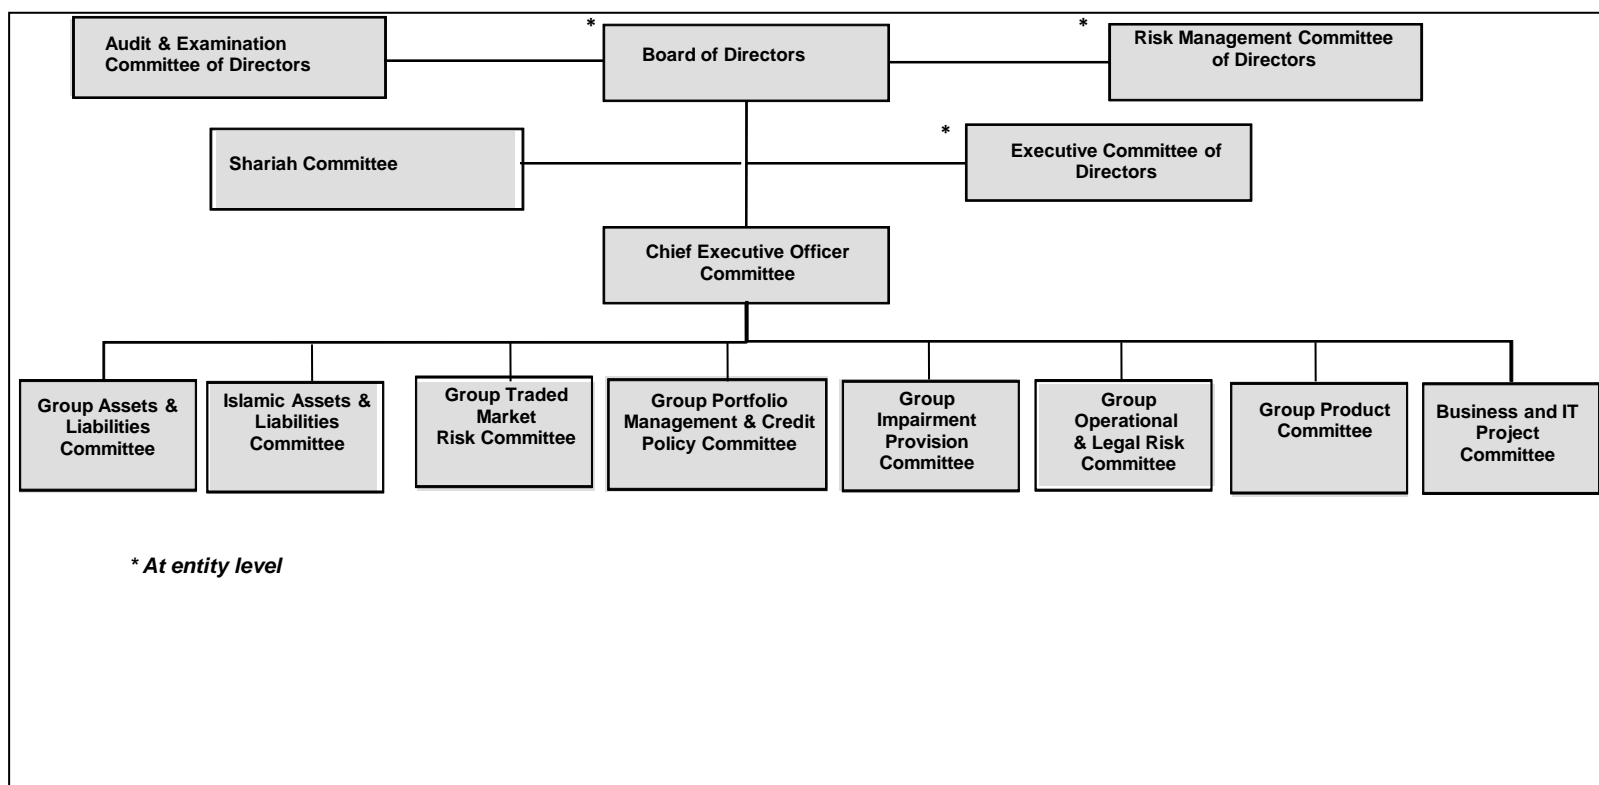 *
*
Audit & Examination
Committee of Directors
Board of Directors
Risk Management Committee
of Directors
*
Shariah Committee
Executive Committee of
Directors
Chief Executive Officer
Committee
Group Assets &
Liabilities
Committee
Islamic Assets &
Liabilities
Committee
Group Traded
Market
Risk Committee
Group Portfolio
Management & Credit
Policy Committee
Group
Impairment
Provision
Committee
Group
Operational
& Legal Risk
Committee
Group Product
Committee
Business and IT
Project
Committee
* At entity level